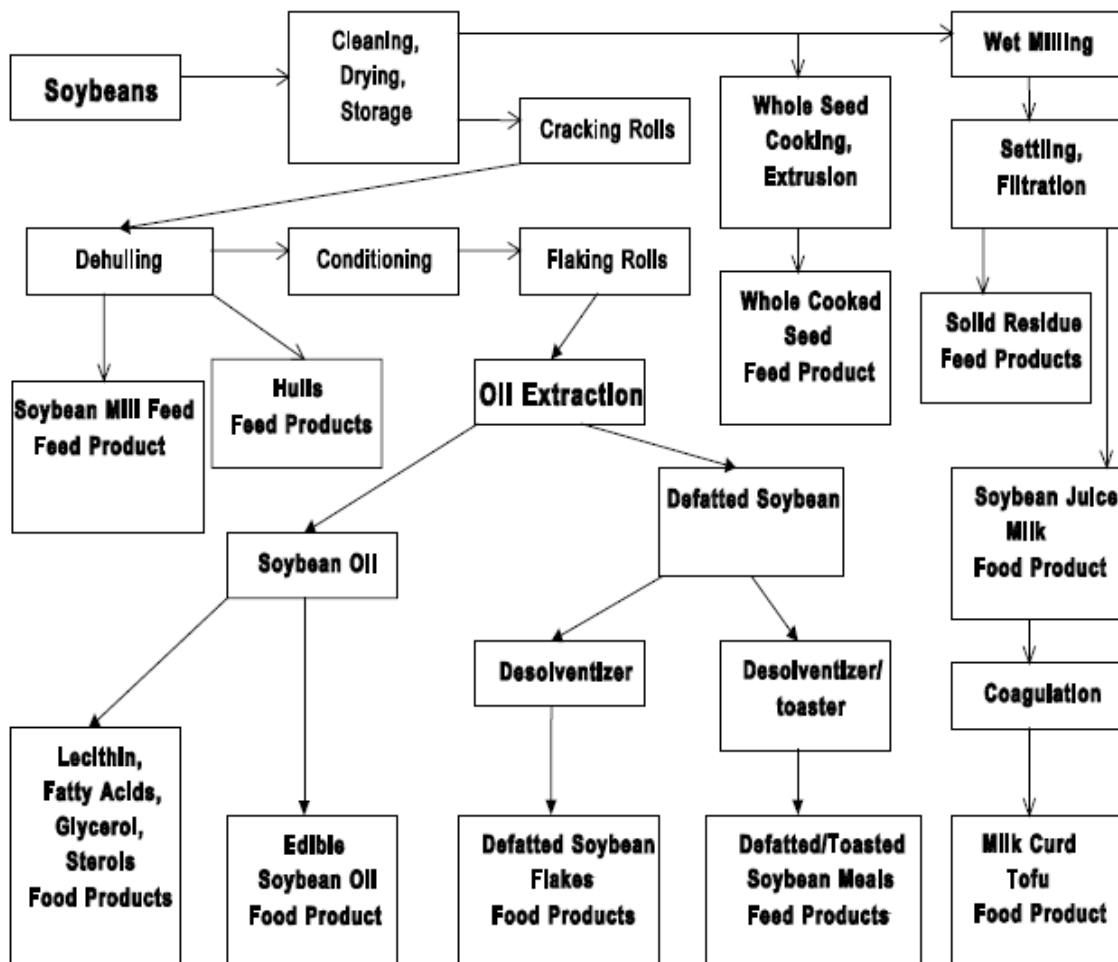 Soybeans
Cleaning,
Drying,
Storage
Wet Milling
Cracking Rolls
Whole Seed
Cooking,
Extrusion
Settling,
Filtration
Dehulling
Conditioning
Flaking Rolls
Whole Cooked
Seed
Feed Product
Solid Residue
Feed Products
Soybean Mill Feed
Feed Product
Hulls
Feed Products
Oil Extraction
Defatted Soybean
Soybean Juice
Milk
Food Product
Soybean Oil
Desolventizer
Desolventizer/
toaster
Coagulation
Lecithin,
Fatty Acids,
Glycerol,
Sterols
Food Products
Edible
Soybean Oil
Food Product
Defatted Soybean
Flakes
Food Products
Defatted/Toasted
Soybean Meals
Feed Products
Milk Curd
Tofu
Food Product